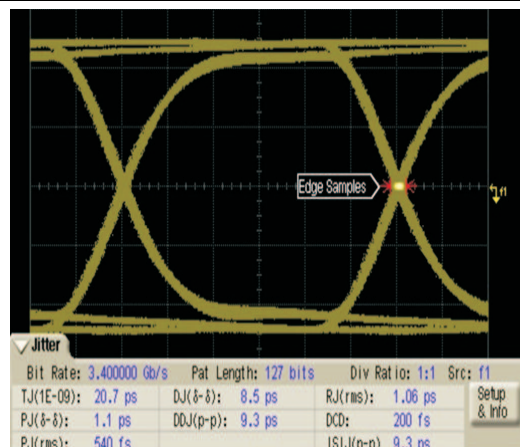 Edge Samples
f1
Jitter
Bit Rate: 3.400000 Gb/s Pat Length: 127 bits Div Ratio: 1:1 Src: f1
TJ(1E-09): 20.7 ps DJ(δ-δ): 8.5 ps RJ(rms): 1.06 ps
Setup & Info
PJ(δ-δ): 1.1 ps DDJ(p-p): 9.3 ps DCD: 200 fs
PJ(rms): 540 fs ISI(p-p) 9.3 ps